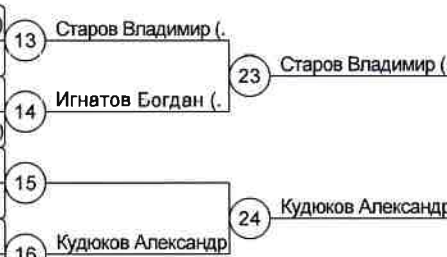 13 Старов Владимир (.
23 Старов Владимир (
14 Игнатов Богдан (.
15
24 Кудюков Александр
16 Кудюков Александр